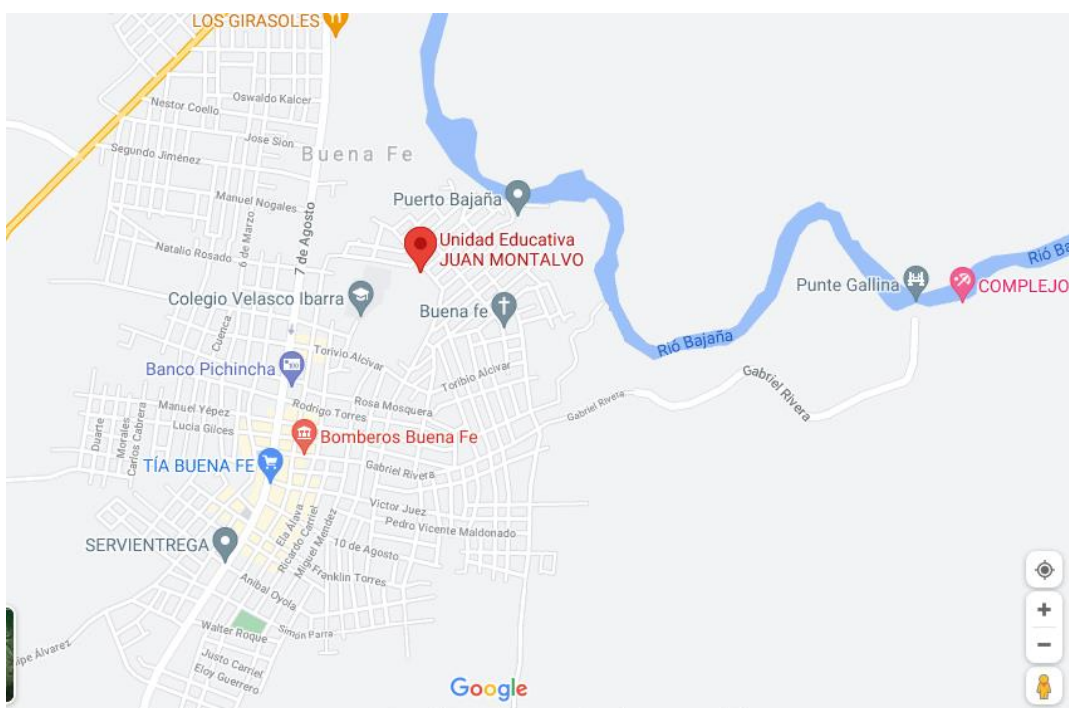 LOS GIRASOLES
Nestor Coello
Oswaldo Kaicer
Jose Sion
Segundo Jiménez
Buena Fe
Manuel Nogales
Puerto Bajaña
6 de Marzo
7 de Agosto
Natalio Rosado
Unidad Educativa
JUAN MONTALVO
Punte Gallina
COMPLEJO
Rió Ba
Colegio Velasco Ibarra
Buena fe
Cuenca
Torivio Alcivar
Rió Bajaña
Banco Pichincha
Toribio Alcivar
Gabriel Rivera
Manuel Yépez
Rodrigo Torres
Rosa Mosquera
Gabriel Rivera
Duarte
Morales
Carlos Cabrera
Lucia Gilces
Bomberos Buena Fe
TÍA BUENA FE
Gabriel Rivera
Victor Juez
Ela Álava
Ricardo Carriel
Miguel Mendez
Pedro Vicente Maldonado
SERVIENTREGA
10 de Agosto
Franklin Torres
Anibal Oyola
Walter Roque
Simón Parra
ipe Álvarez
Justo Carriel
Eloy Guerrero
Google